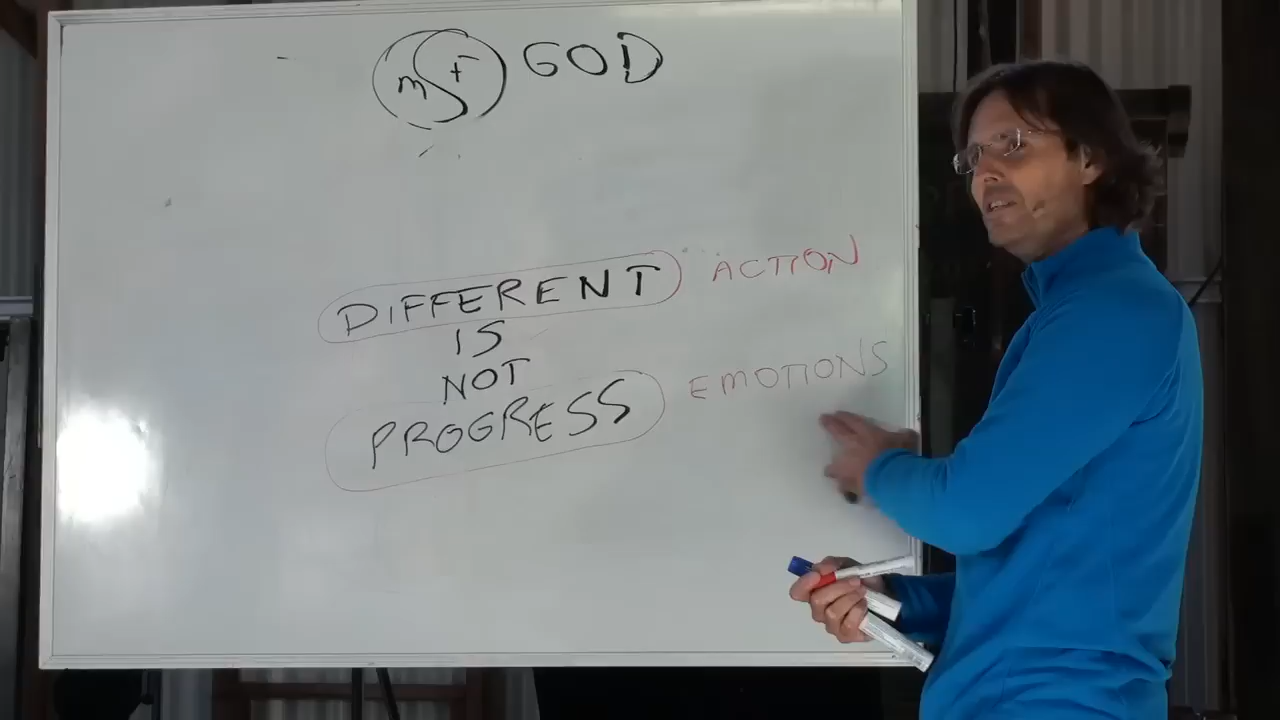 m f GOD
DIFFERENT ACTION
IS
NOT
PROGRESS EMOTIONS